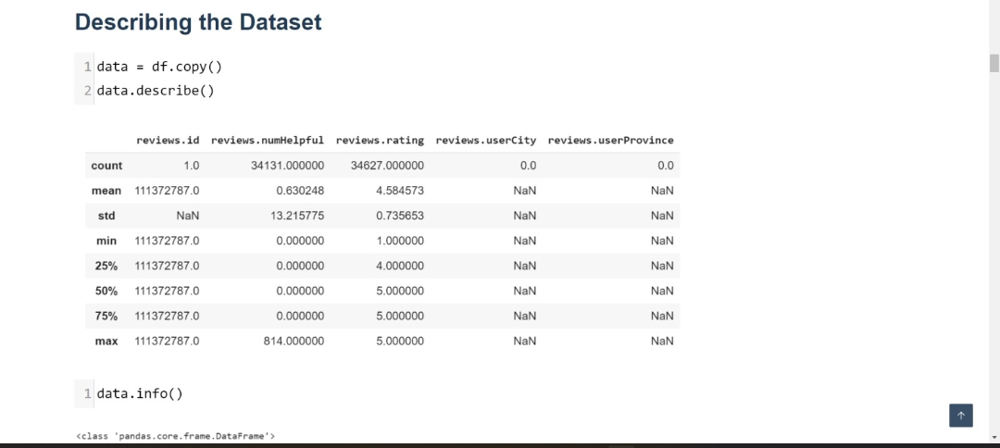 Describing the Dataset
1 data = df.copy()
2 data.describe()
reviews.id reviews.numHelpful reviews.rating reviews.userCity reviews.userProvince
count 1.0 34131.000000 34627.000000 0.0 0.0
mean 111372787.0 0.630248 4.584573 NaN NaN
std NaN 13.215775 0.735653 NaN NaN
min 111372787.0 0.000000 1.000000 NaN NaN
25% 111372787.0 0.000000 4.000000 NaN NaN
50% 111372787.0 0.000000 5.000000 NaN NaN
75% 111372787.0 0.000000 5.000000 NaN NaN
max 111372787.0 814.000000 5.000000 NaN NaN
1 data.info()
<class 'pandas.core.frame.DataFrame'>